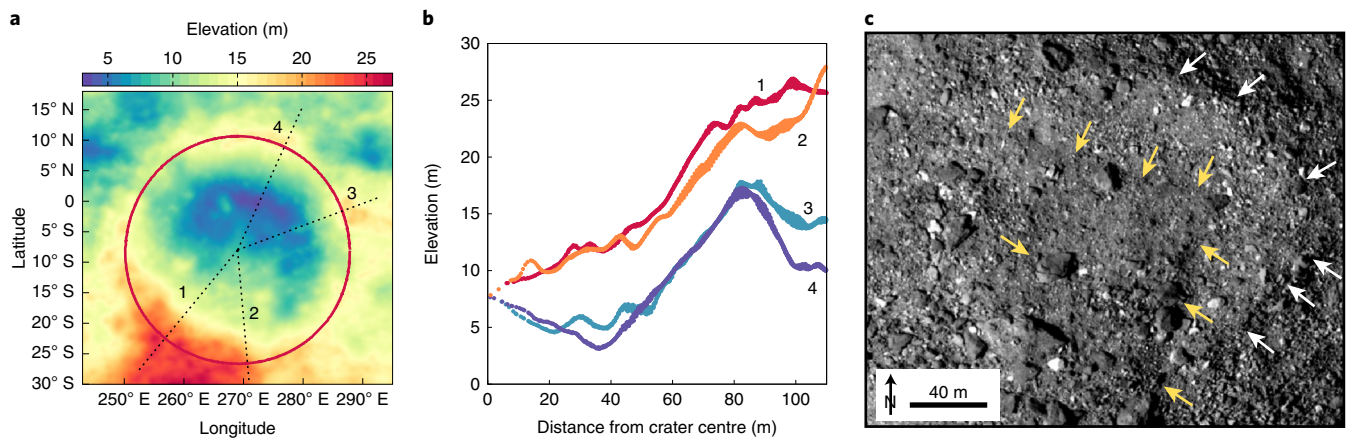 a
Elevation (m)
5 10 15 20 25
15° N
10° N
5° N
0
5° S
10° S
15° S
20° S
25° S
30° S
Latitude
4
3
1
2
250° E 260° E 270° E 280° E 290° E
Longitude
b
30
25
20
15
10
5
0
Elevation (m)
1
2
3
4
0 20 40 60 80 100
Distance from crater centre (m)
c
N
40 m